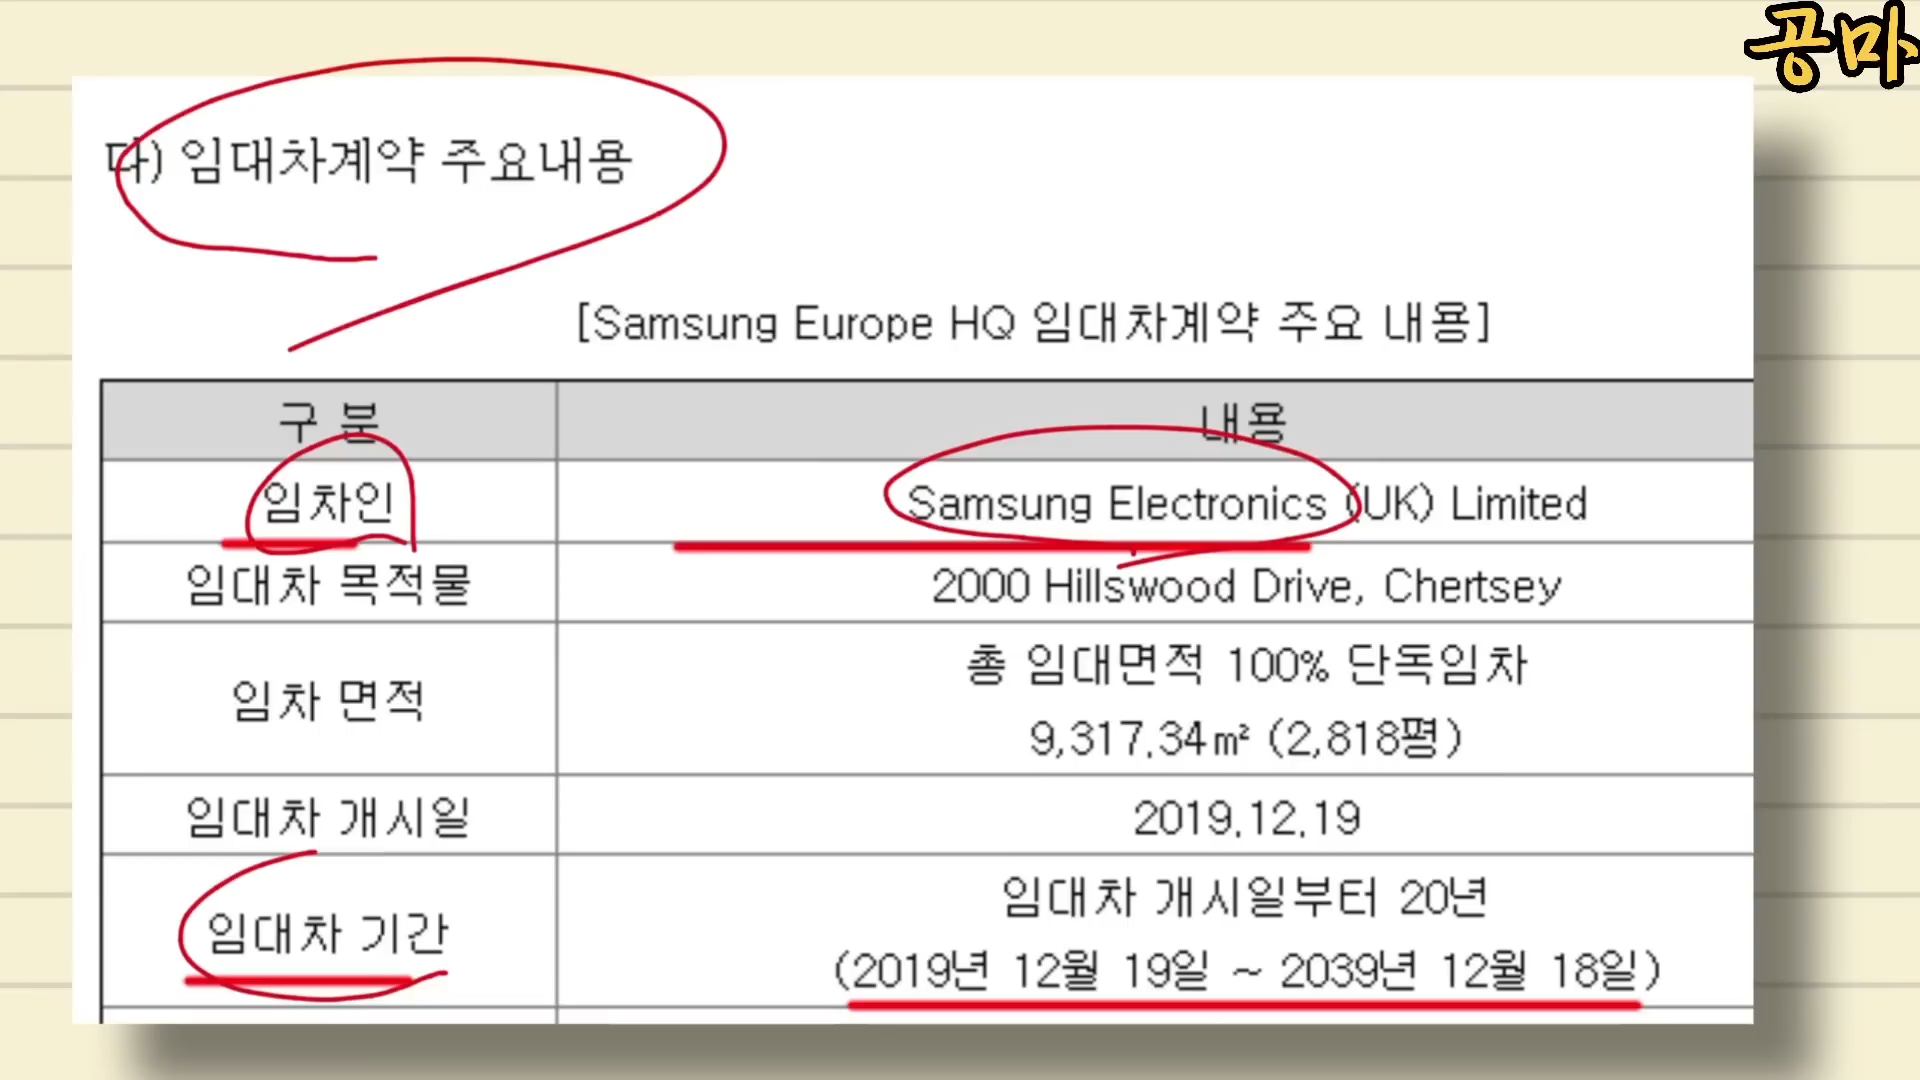 공마
다) 임대차계약 주요내용
[Samsung Europe HQ 임대차계약 주요 내용]
구 분 내용
임차인 Samsung Electronics (UK) Limited
임대차 목적물 2000 Hillswood Drive, Chertsey
임차 면적 총 임대면적 100% 단독임차
9,317.34㎡ (2,818평)
임대차 개시일 2019.12.19
임대차 기간 임대차 개시일부터 20년
(2019년 12월 19일 ~ 2039년 12월 18일)